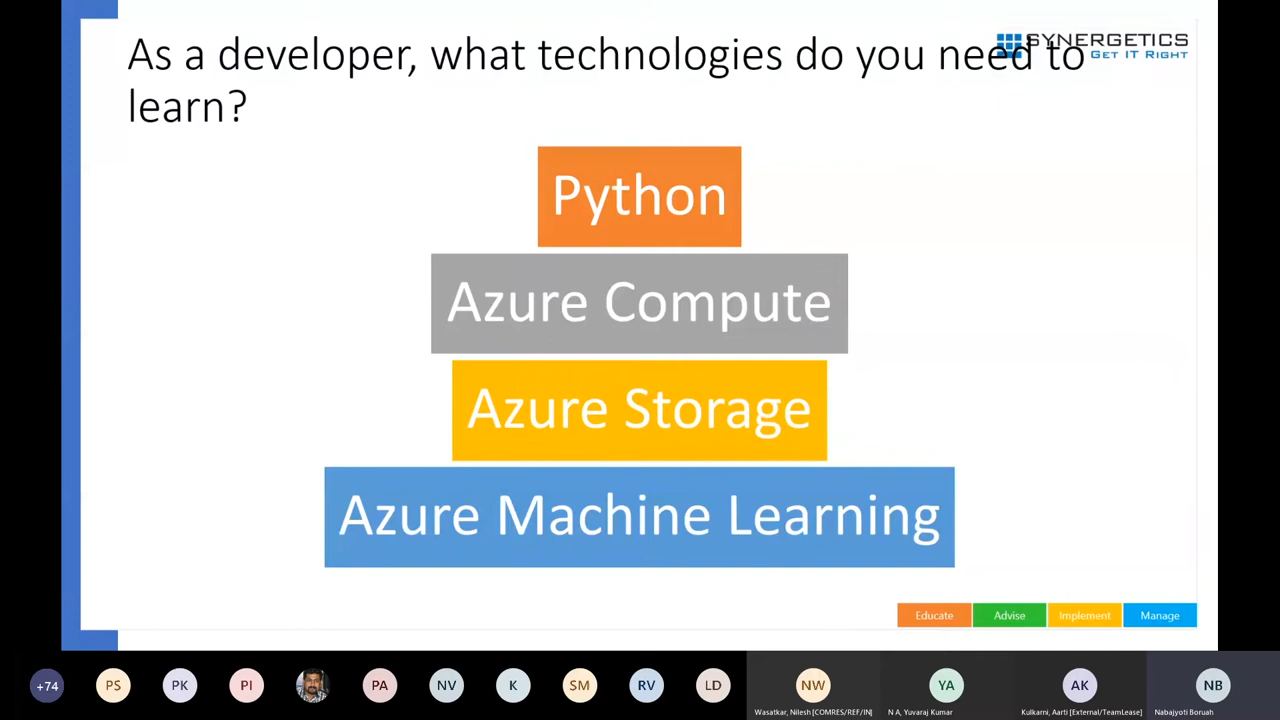 As a developer, what technologies do you need to
learn?
SYNERGETICS
GET IT RIGHT
Python
Azure Compute
Azure Storage
Azure Machine Learning
Educate Advise Implement Manage
+74 PS PK PI PA NV K SM RV LD NW YA AK NB
Wasatkar, Nilesh [COMRES/REF/IN] N A, Yuvaraj Kumar Kulkarni, Aarti [External/TeamLease] Nabajyoti Boruah